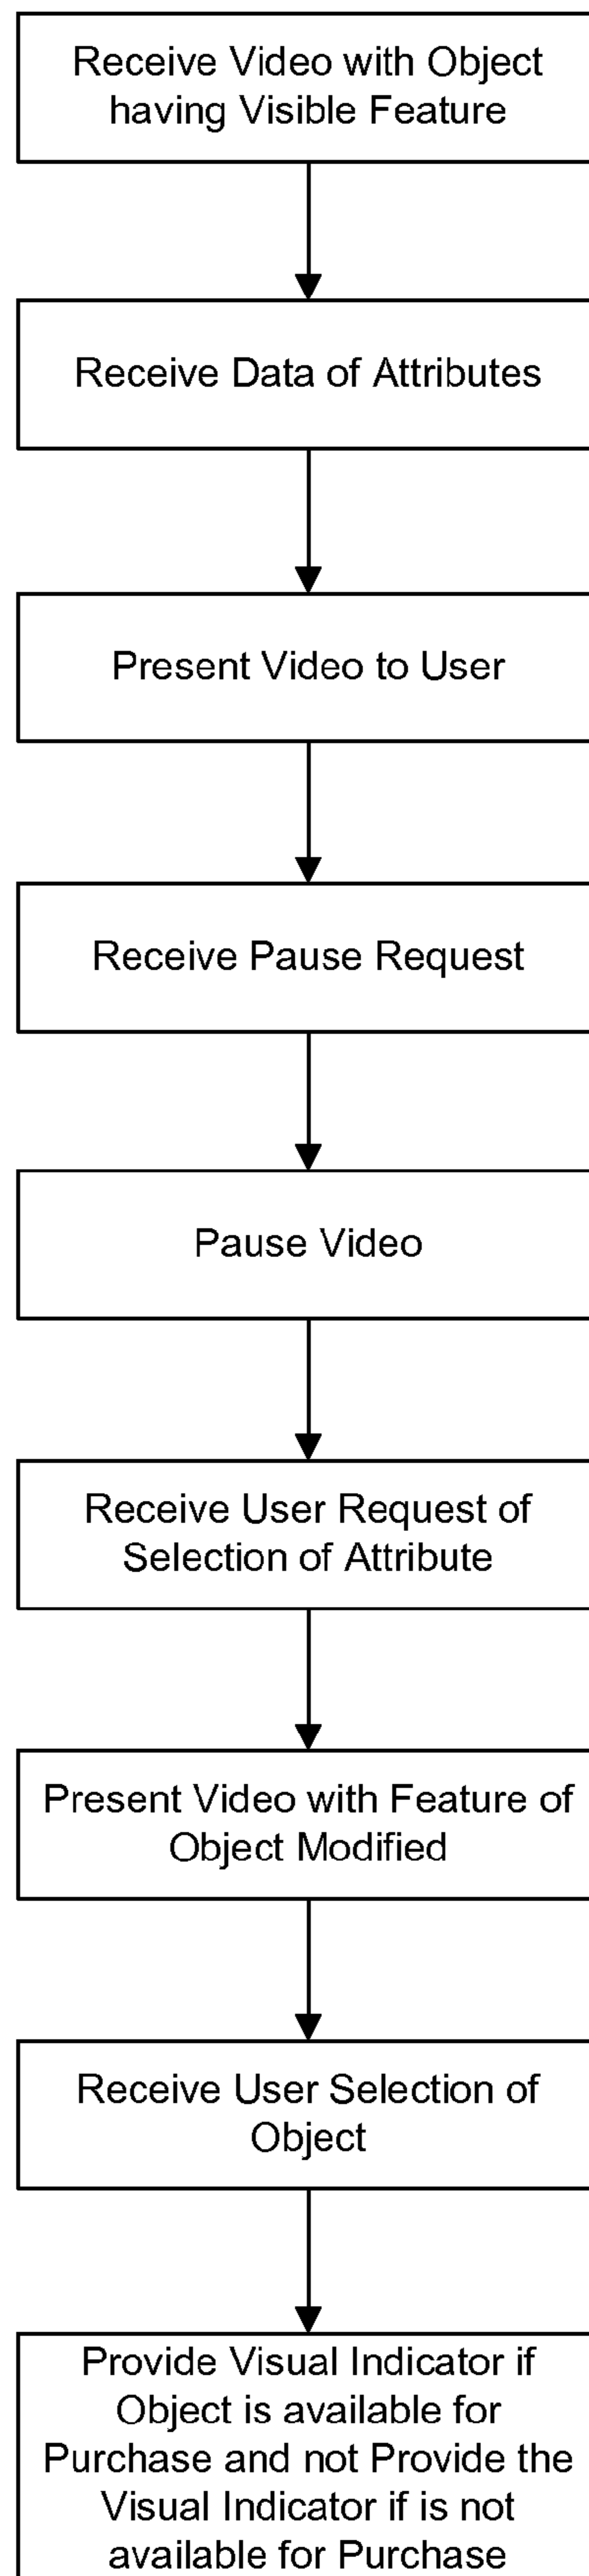 Receive Video with Object
having Visible Feature
Receive Data of Attributes
Present Video to User
Receive Pause Request
Pause Video
Receive User Request of
Selection of Attribute
Present Video with Feature of
Object Modified
Receive User Selection of
Object
Provide Visual Indicator if
Object is available for
Purchase and not Provide the
Visual Indicator if is not
available for Purchase